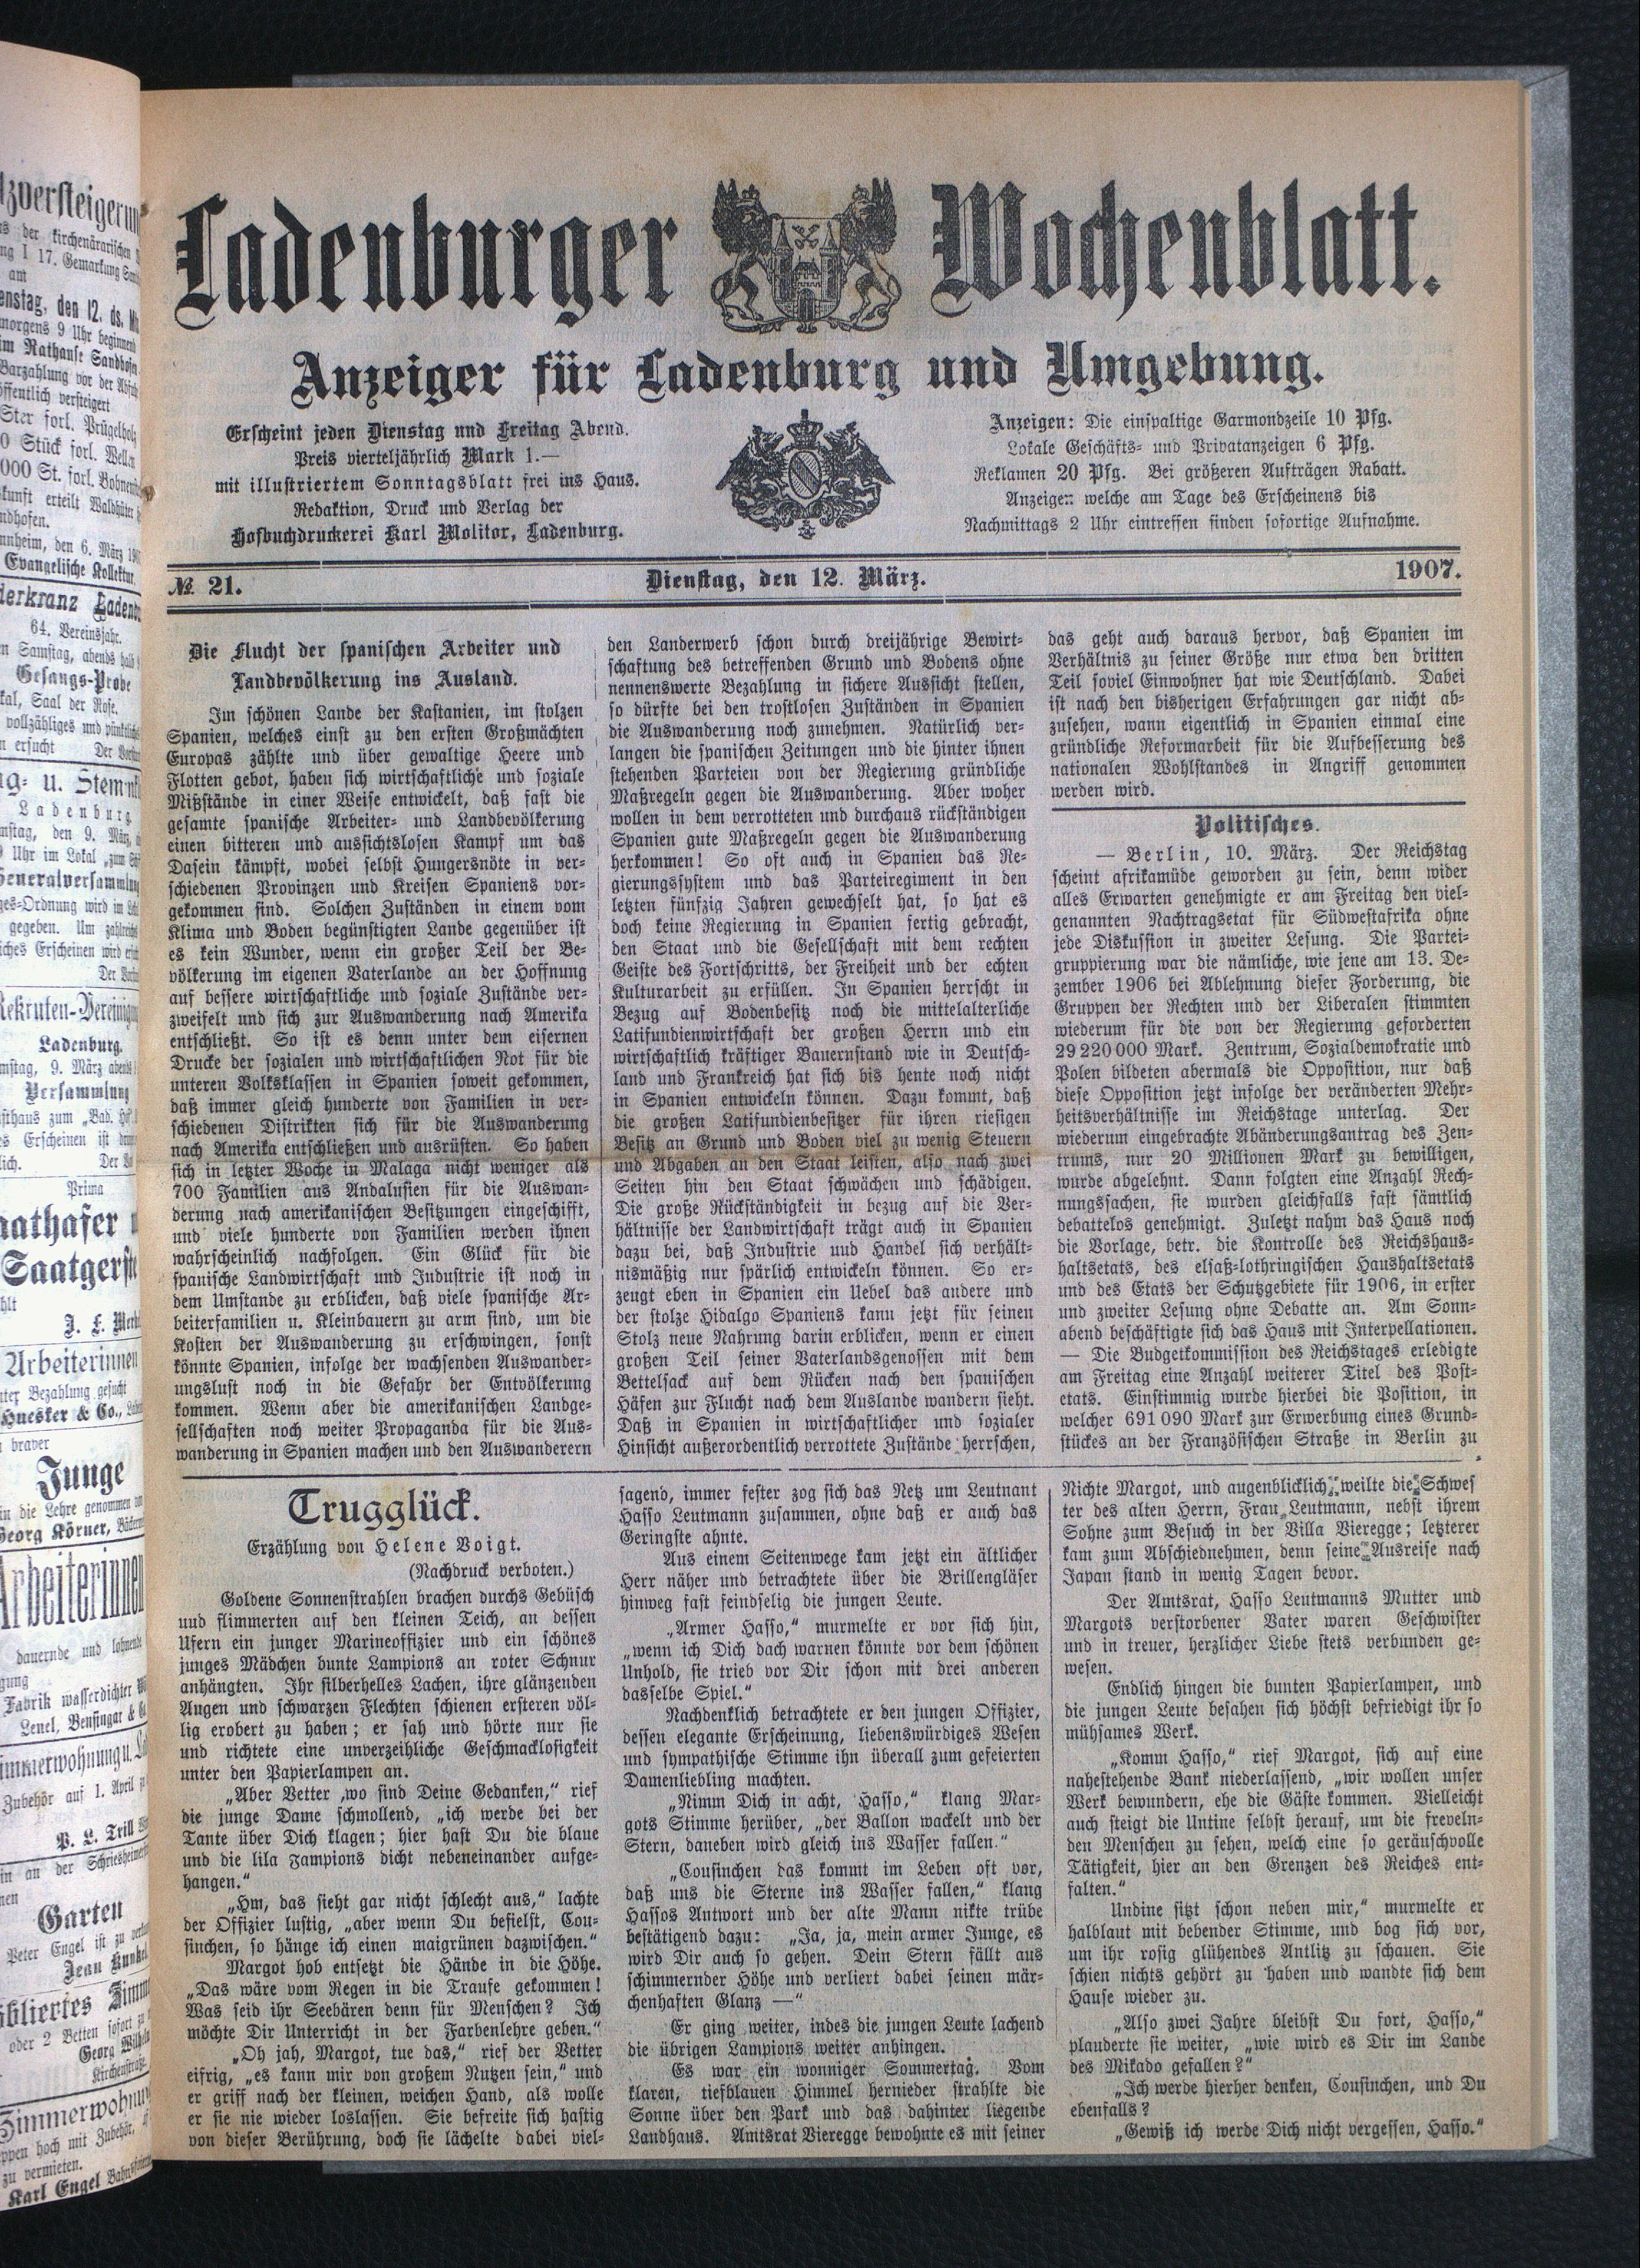 Ladenburger Wochenblatt.
Anzeiger für Ladenburg und Umgebung.
Erscheint jeden Dienstag und Freitag Abend.
Preis vierteljährlich Mark 1.—
mit illustriertem Sonntagsblatt frei ins Haus.
Redaktion, Druck und Verlag der
Hofbuchdruckerei Karl Molitor, Ladenburg.
Anzeigen: Die einspaltige Garmondzeile 10 Pfg.
Lokale Geschäfts- und Privatanzeigen 6 Pfg.
Reklamen 20 Pfg. Bei größeren Aufträgen Rabatt.
Anzeigen welche am Tage des Erscheinens bis
Nachmittags 2 Uhr eintreffen finden sofortige Aufnahme.
№ 21. Dienstag, den 12. März. 1907.
Die Flucht der spanischen Arbeiter und
Landbevölkerung ins Ausland.
Im schönen Lande der Kastanien, im stolzen
Spanien, welches einst zu den ersten Großmächten
Europas zählte und über gewaltige Heere und
Flotten gebot, haben sich wirtschaftliche und soziale
Mißstände in einer Weise entwickelt, daß fast die
gesamte spanische Arbeiter- und Landbevölkerung
einen bitteren und aussichtslosen Kampf um das
Dasein kämpft, wobei selbst Hungersnöte in ver-
schiedenen Provinzen und Kreisen Spaniens vor-
gekommen sind. Solchen Zuständen in einem vom
Klima und Boden begünstigten Lande gegenüber ist
es kein Wunder, wenn ein großer Teil der Be-
völkerung im eigenen Vaterlande an der Hoffnung
auf bessere wirtschaftliche und soziale Zustände ver-
zweifelt und sich zur Auswanderung nach Amerika
entschließt. So ist es denn unter dem eisernen
Drucke der sozialen und wirtschaftlichen Not für die
unteren Volksklassen in Spanien soweit gekommen,
daß immer gleich hunderte von Familien in ver-
schiedenen Distrikten sich für die Auswanderung
nach Amerika entschließen und ausrüsten. So haben
sich in letzter Woche in Malaga nicht weniger als
700 Familien aus Andalusien für die Auswan-
derung nach amerikanischen Besitzungen eingeschifft,
und viele hunderte von Familien werden ihnen
wahrscheinlich nachfolgen. Ein Glück für die
spanische Landwirtschaft und Industrie ist noch in
dem Umstande zu erblicken, daß viele spanische Ar-
beiterfamilien u. Kleinbauern zu arm sind, um die
Kosten der Auswanderung zu erschwingen, sonst
könnte Spanien, infolge der wachsenden Auswander-
ungslust noch in die Gefahr der Entvölkerung
kommen. Wenn aber die amerikanischen Landge-
sellschaften noch weiter Propaganda für die Aus-
wanderung in Spanien machen und den Auswanderern
den Landerwerb schon durch dreijährige Bewirt-
schaftung des betreffenden Grund und Bodens ohne
nennenswerte Bezahlung in sichere Aussicht stellen,
so dürfte bei den trostlosen Zuständen in Spanien
die Auswanderung noch zunehmen. Natürlich ver-
langen die spanischen Zeitungen und die hinter ihnen
stehenden Parteien von der Regierung gründliche
Maßregeln gegen die Auswanderung. Aber woher
wollen in dem verrotteten und durchaus rückständigen
Spanien gute Maßregeln gegen die Auswanderung
herkommen! So oft auch in Spanien das Re-
gierungssystem und das Parteiregiment in den
letzten fünfzig Jahren gewechselt hat, so hat es
doch keine Regierung in Spanien fertig gebracht,
den Staat und die Gesellschaft mit dem rechten
Geiste des Fortschritts, der Freiheit und der echten
Kulturarbeit zu erfüllen. In Spanien herrscht in
Bezug auf Bodenbesitz noch die mittelalterliche
Latifundienwirtschaft der großen Herrn und ein
wirtschaftlich kräftiger Bauernstand wie in Deutsch-
land und Frankreich hat sich bis hente noch nicht
in Spanien entwickeln können. Dazu kommt, daß
die großen Latifundienbesitzer für ihren riesigen
Besitz an Grund und Boden viel zu wenig Steuern
und Abgaben an den Staat leisten, also nach zwei
Seiten hin den Staat schwächen und schädigen.
Die große Rückständigkeit in bezug auf die Ver-
hältnisse der Landwirtschaft trägt auch in Spanien
dazu bei, daß Industrie und Handel sich verhält-
nismäßig nur spärlich entwickeln können. So er-
zeugt eben in Spanien ein Uebel das andere und
der stolze Hidalgo Spaniens kann jetzt für seinen
Stolz neue Nahrung darin erblicken, wenn er einen
großen Teil seiner Vaterlandsgenossen mit dem
Bettelsack auf dem Rücken nach den spanischen
Häfen zur Flucht nach dem Auslande wandern sieht.
Daß in Spanien in wirtschaftlicher und sozialer
Hinsicht außerordentlich verrottete Zustände herrschen,
das geht auch daraus hervor, daß Spanien im
Verhältnis zu seiner Größe nur etwa den dritten
Teil soviel Einwohner hat wie Deutschland. Dabei
ist nach den bisherigen Erfahrungen gar nicht ab-
zusehen, wann eigentlich in Spanien einmal eine
gründliche Reformarbeit für die Aufbesserung des
nationalen Wohlstandes in Angriff genommen
werden wird.
Politisches.
— Berlin, 10. März. Der Reichstag
scheint afrikamüde geworden zu sein, denn wider
alles Erwarten genehmigte er am Freitag den viel-
genannten Nachtragsetat für Südwestafrika ohne
jede Diskussion in zweiter Lesung. Die Partei-
gruppierung war die nämliche, wie jene am 13. De-
zember 1906 bei Ablehnung dieser Forderung, die
Gruppen der Rechten und der Liberalen stimmten
wiederum für die von der Regierung geforderten
29 220 000 Mark. Zentrum, Sozialdemokratie und
Polen bildeten abermals die Opposition, nur daß
diese Opposition jetzt infolge der veränderten Mehr-
heitsverhältnisse im Reichstage unterlag. Der
wiederum eingebrachte Abänderungsantrag des Zen-
trums, nur 20 Millionen Mark zu bewilligen,
wurde abgelehnt. Dann folgten eine Anzahl Rech-
nungssachen, sie wurden gleichfalls fast sämtlich
debattelos genehmigt. Zuletzt nahm das Haus noch
die Vorlage, betr. die Kontrolle des Reichshaus-
haltsetats, des elsaß-lothringischen Haushaltsetats
und des Etats der Schutzgebiete für 1906, in erster
und zweiter Lesung ohne Debatte an. Am Sonn-
abend beschäftigte sich das Haus mit Interpellationen.
— Die Budgetkommission des Reichstages erledigte
am Freitag eine Anzahl weiterer Titel des Post-
etats. Einstimmig wurde hierbei die Position, in
welcher 691 090 Mark zur Erwerbung eines Grund-
stückes an der Französischen Straße in Berlin zu
Trugglück.
Erzählung von Helene Voigt.
(Nachdruck verboten.)
Goldene Sonnenstrahlen brachen durchs Gebüsch
und flimmerten auf den kleinen Teich, an dessen
Ufern ein junger Marineoffizier und ein schönes
junges Mädchen bunte Lampions an roter Schnur
anhängten. Ihr silberhelles Lachen, ihre glänzenden
Augen und schwarzen Flechten schienen ersteren völ-
lig erobert zu haben; er sah und hörte nur sie
und richtete eine unverzeihliche Geschmacklosigkeit
unter den Papierlampen an.
„Aber Vetter ,wo sind Deine Gedanken,“ rief
die junge Dame schmollend, „ich werde bei der
Tante über Dich klagen; hier hast Du die blaue
und die lila Fampions dicht nebeneinander aufge-
hangen.“
„Hm, das sieht gar nicht schlecht aus,“ lachte
der Offizier lustig, „aber wenn Du befielst, Cou-
sinchen, so hänge ich einen maigrünen dazwischen.“
Margot hob entsetzt die Hände in die Höhe.
„Das wäre vom Regen in die Traufe gekommen!
Was seid ihr Seebären denn für Menschen? Ich
möchte Dir Unterricht in der Farbenlehre geben.“
„Oh jah, Margot, tue das,“ rief der Vetter
eifrig, „es kann mir von großem Nutzen sein,“ und
er griff nach der kleinen, weichen Hand, als wolle
er sie nie wieder loslassen. Sie befreite sich hastig
von dieser Berührung, doch sie lächelte dabei viel-
sagend, immer fester zog sich das Netz um Leutnant
Hasso Leutmann zusammen, ohne daß er auch das
Geringste ahnte.
Aus einem Seitenwege kam jetzt ein ältlicher
Herr näher und betrachtete über die Brillengläser
hinweg fast feindselig die jungen Leute.
„Armer Hasso,“ murmelte er vor sich hin,
„wenn ich Dich dach warnen könnte vor dem schönen
Unhold, sie trieb vor Dir schon mit drei anderen
dasselbe Spiel.“
Nachdenklich betrachtete er den jungen Offizier,
dessen elegante Erscheinung, liebenswürdiges Wesen
und sympathische Stimme ihn überall zum gefeierten
Damenliebling machten.
„Nimm Dich in acht, Hasso,“ klang Mar-
gots Stimme herüber, „der Ballon wackelt und der
Stern, daneben wird gleich ins Wasser fallen.“
„Cousinchen das kommt im Leben oft vor,
daß uns die Sterne ins Wasser fallen,“ klang
Hassos Antwort und der alte Mann nikte trübe
bestätigend dazu: „Ja, ja, mein armer Junge, es
wird Dir auch so gehen. Dein Stern fällt aus
schimmernder Höhe und verliert dabei seinen mär-
chenhaften Glanz —“
Er ging weiter, indes die jungen Leute lachend
die übrigen Lampions weiter anhingen.
Es war ein wonniger Sommertag. Vom
klaren, tiefblauen Himmel hernieder strahlte die
Sonne über den Park und das dahinter liegende
Landhaus. Amtsrat Vieregge bewohnte es mit seiner
Nichte Margot, und augenblicklich weilte die Schwes
ter des alten Herrn, Frau Leutmann, nebst ihrem
Sohne zum Besuch in der Villa Vieregge; letzterer
kam zum Abschiednehmen, denn seine Ausreise nach
Japan stand in wenig Tagen bevor.
Der Amtsrat, Hasso Leutmanns Mutter und
Margots verstorbener Vater waren Geschwister
und in treuer, herzlicher Liebe stets verbunden ge-
wesen.
Endlich hingen die bunten Papierlampen, und
die jungen Leute besahen sich höchst befriedigt ihr so
mühsames Werk.
„Komm Hasso,“ rief Margot, sich auf eine
nahestehende Bank niederlassend, „wir wollen unser
Werk bewundern, ehe die Gäste kommen. Vielleicht
auch steigt die Untine selbst herauf, um die freveln-
den Menschen zu sehen, welch eine so geräuschvolle
Tätigkeit, hier an den Grenzen des Reiches ent-
falten.“
Undine sitzt schon neben mir,“ murmelte er
halblaut mit bebender Stimme, und bog sich vor,
um ihr rosig glühendes Antlitz zu schauen. Sie
schien nichts gehört zu haben und wandte sich dem
Hause wieder zu.
„Also zwei Jahre bleibst Du fort, Hasso,“
plauderte sie weiter, „wie wird es Dir im Lande
des Mikado gefallen?“
„Ich werde hierher denken, Cousinchen, und Du
ebenfalls?
„Gewiß ich werde Dich nicht vergessen, Hasso.“